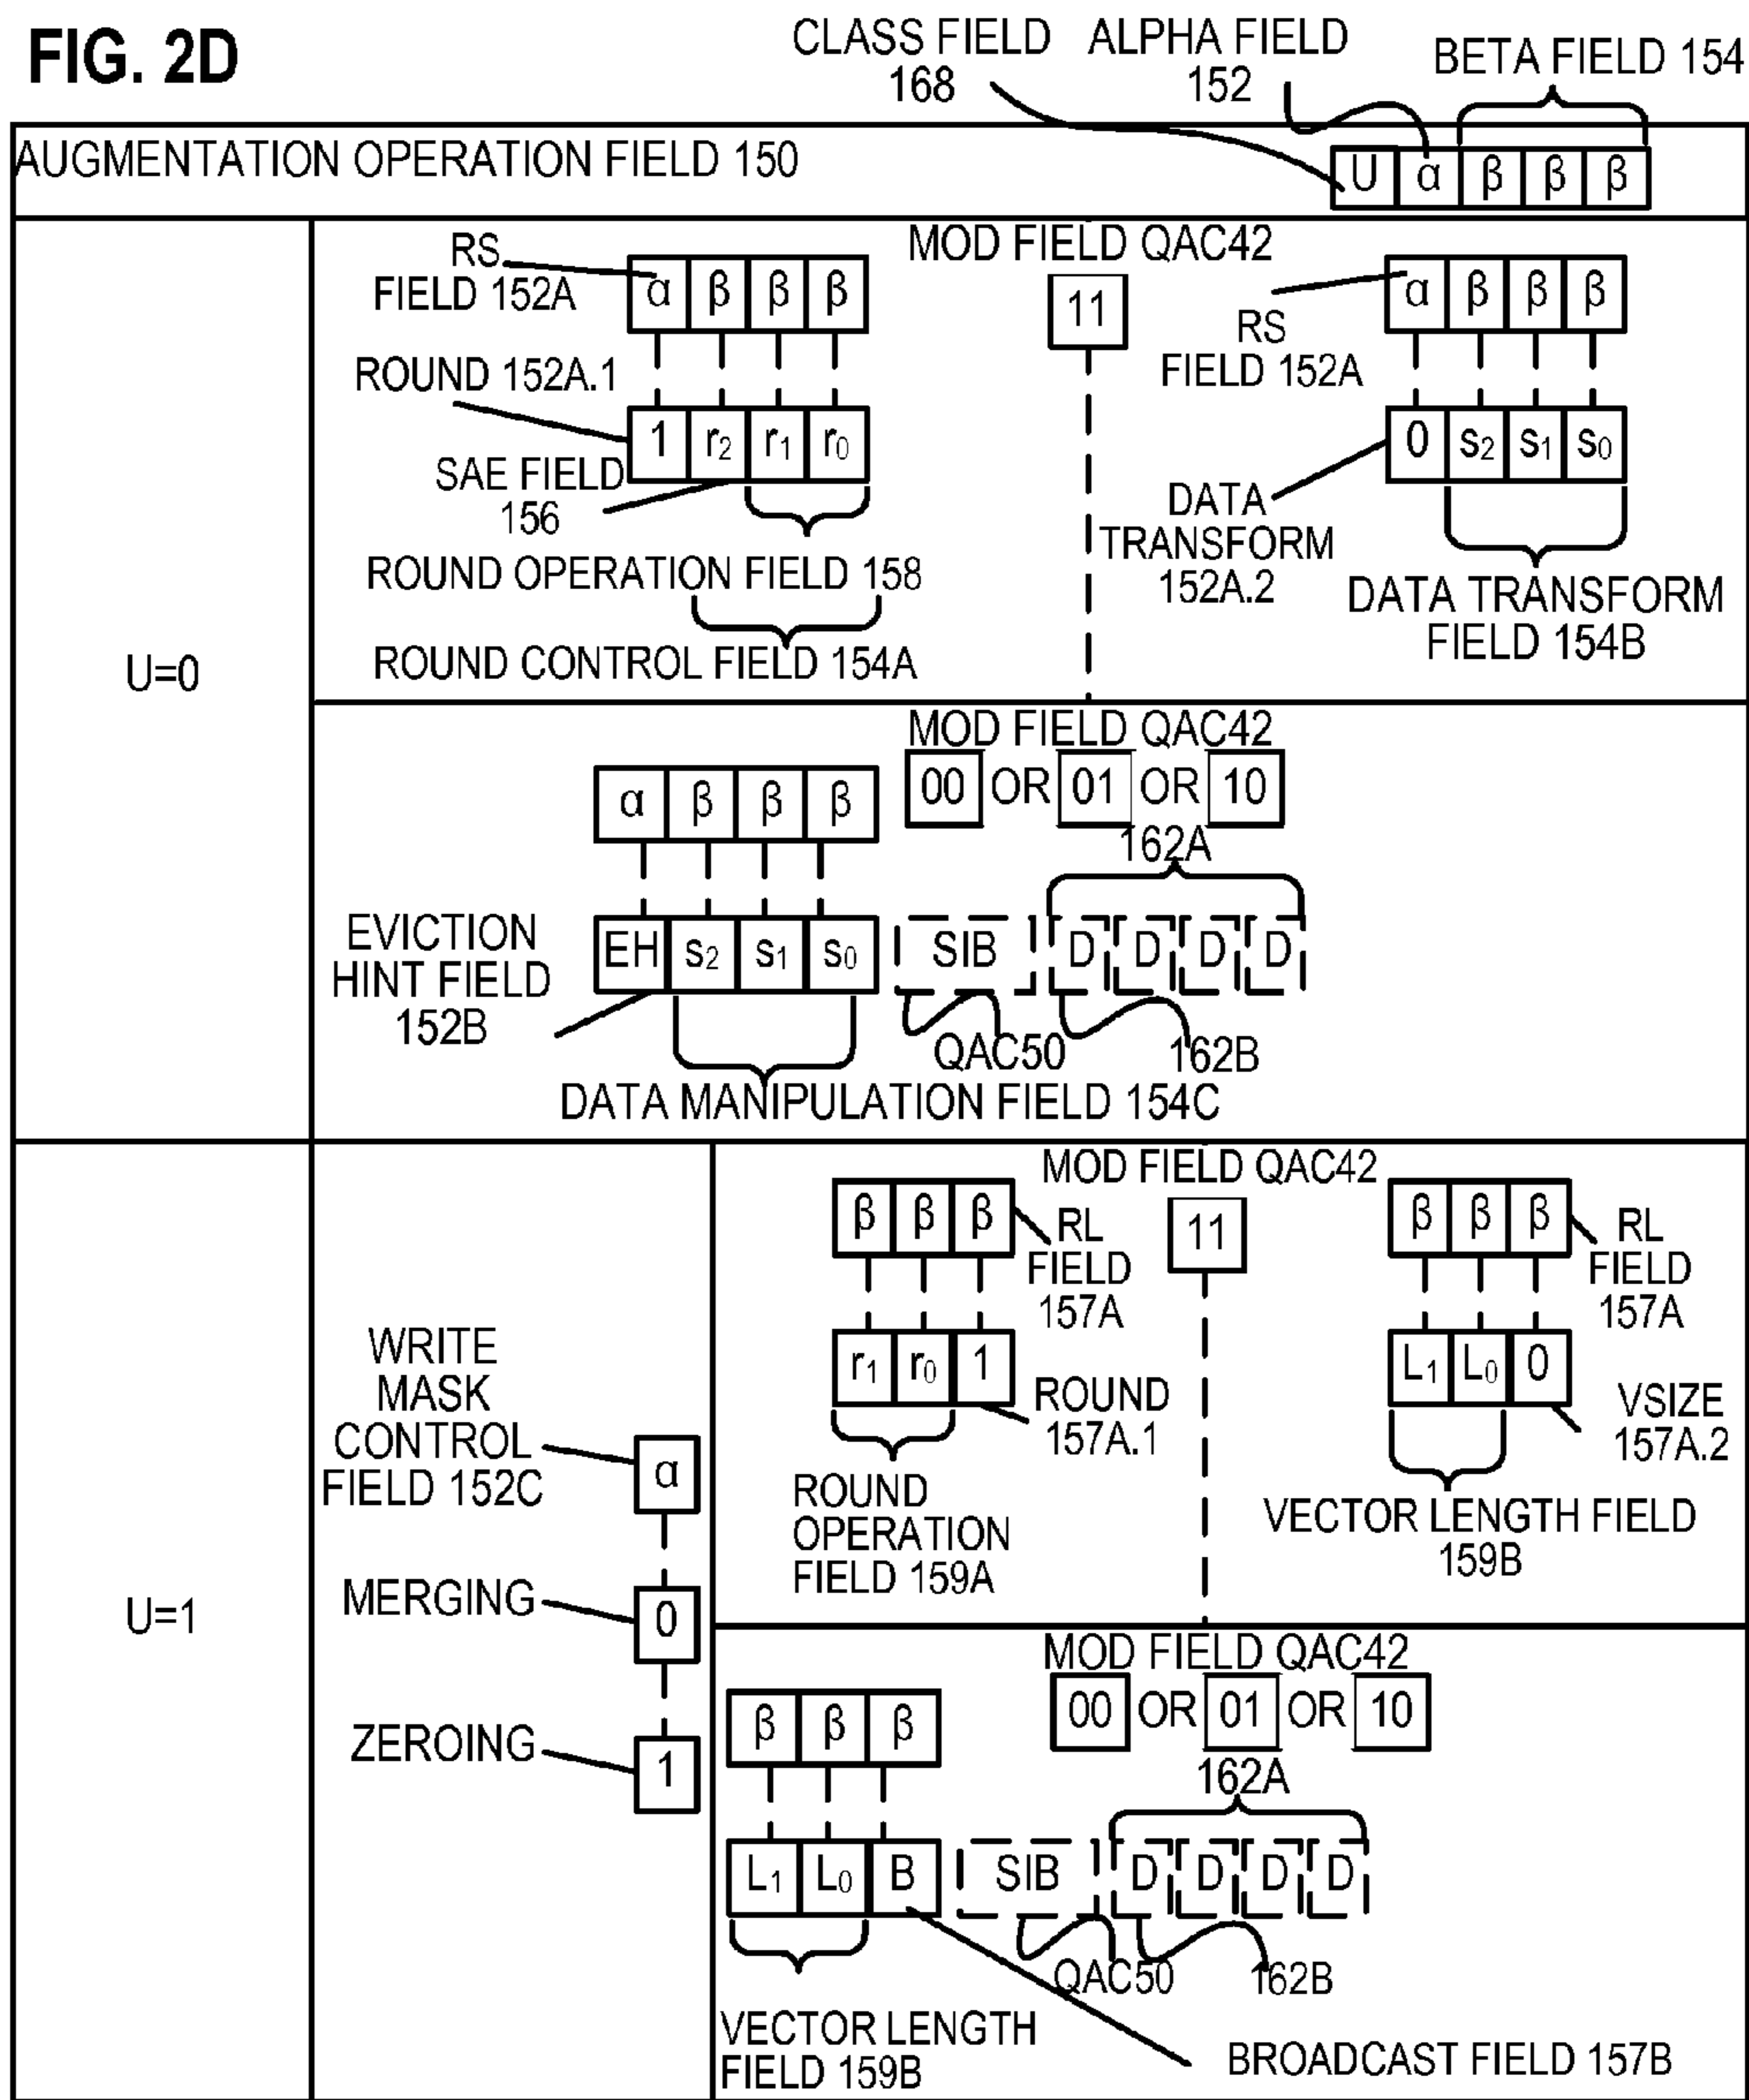 FIG. 2D
CLASS FIELD
168
ALPHA FIELD
152
BETA FIELD 154
AUGMENTATION OPERATION FIELD 150
U α β β β
U=0
MOD FIELD QAC42
11
RS
FIELD 152A
α β β β
ROUND 152A.1
1 r2 r1 r0
SAE FIELD
156
ROUND OPERATION FIELD 158
ROUND CONTROL FIELD 154A
α β β β
RS
FIELD 152A
0 s2 s1 s0
DATA
TRANSFORM
152A.2
DATA TRANSFORM
FIELD 154B
MOD FIELD QAC42
00 OR 01 OR 10
α β β β
162A
EVICTION
HINT FIELD
152B
EH s2 s1 s0 SIB D D D D
QAC50
162B
DATA MANIPULATION FIELD 154C
U=1
WRITE
MASK
CONTROL
FIELD 152C
α
MERGING
0
ZEROING
1
MOD FIELD QAC42
11
β β β
RL
FIELD
157A
r1 r0 1
ROUND
157A.1
ROUND
OPERATION
FIELD 159A
β β β
RL
FIELD
157A
L1 L0 0
VSIZE
157A.2
VECTOR LENGTH FIELD
159B
MOD FIELD QAC42
00 OR 01 OR 10
β β β
162A
L1 L0 B SIB D D D D
QAC50
162B
VECTOR LENGTH
FIELD 159B
BROADCAST FIELD 157B